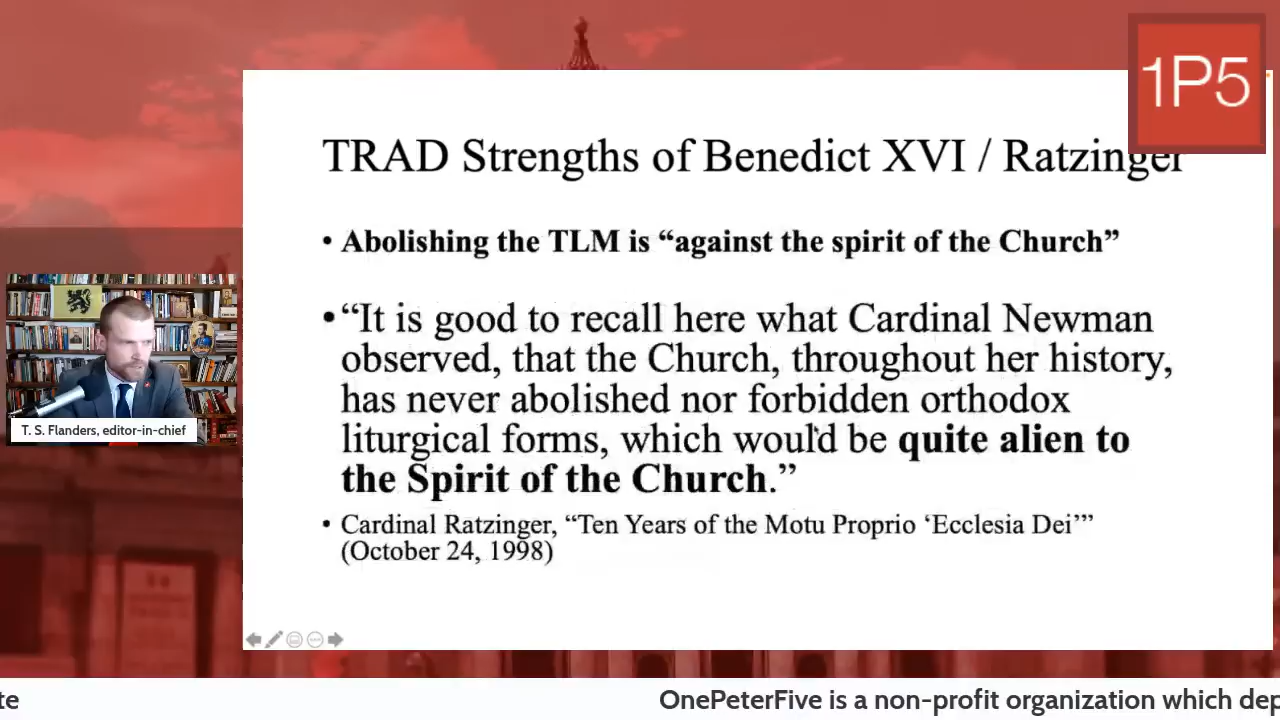 1P5
TRAD Strengths of Benedict XVI / Ratzinger
• Abolishing the TLM is “against the spirit of the Church”
• “It is good to recall here what Cardinal Newman
observed, that the Church, throughout her history,
has never abolished nor forbidden orthodox
liturgical forms, which would be quite alien to
the Spirit of the Church.”
• Cardinal Ratzinger, “Ten Years of the Motu Proprio ‘Ecclesia Dei’”
(October 24, 1998)
T. S. Flanders, editor-in-chief
te
OnePeterFive is a non-profit organization which dep